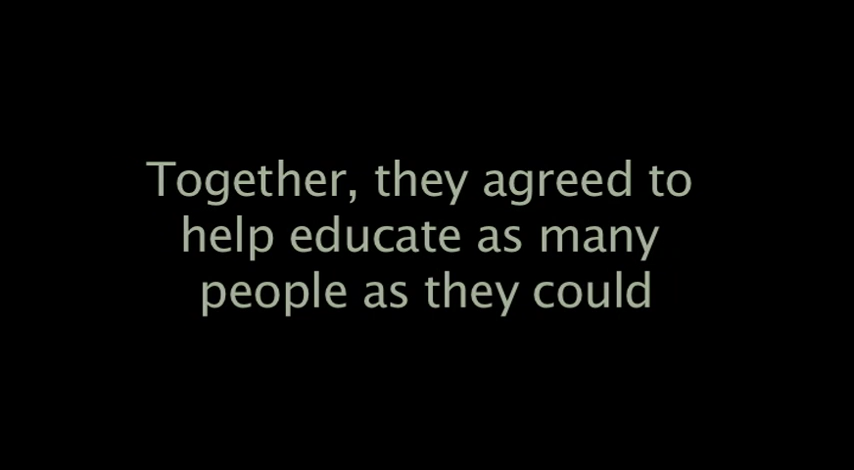 Together, they agreed to
help educate as many
people as they could